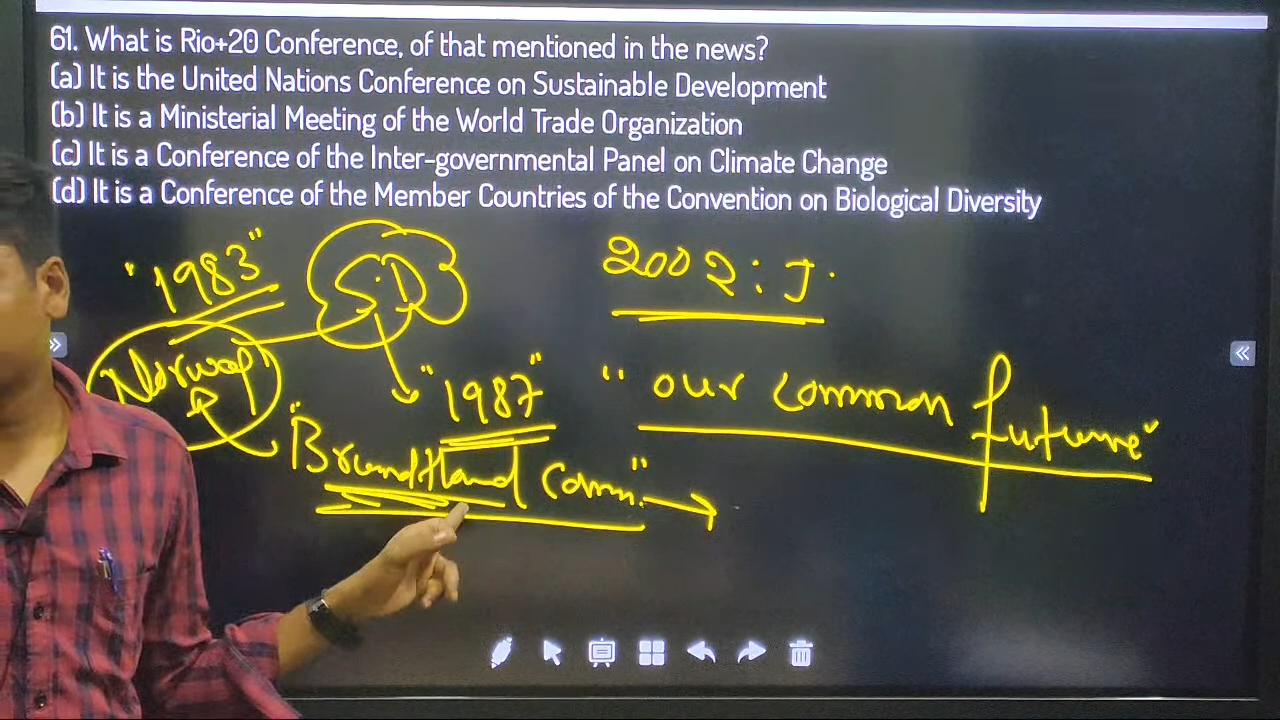 61. What is Rio+20 Conference, of that mentioned in the news?
(a) It is the United Nations Conference on Sustainable Development
(b) It is a Ministerial Meeting of the World Trade Organization
(c) It is a Conference of the Inter-governmental Panel on Climate Change
(d) It is a Conference of the Member Countries of the Convention on Biological Diversity
"1983"
S.D
2002: J.
Norway
"1987"
"our common future"
"Brundtland Comm."